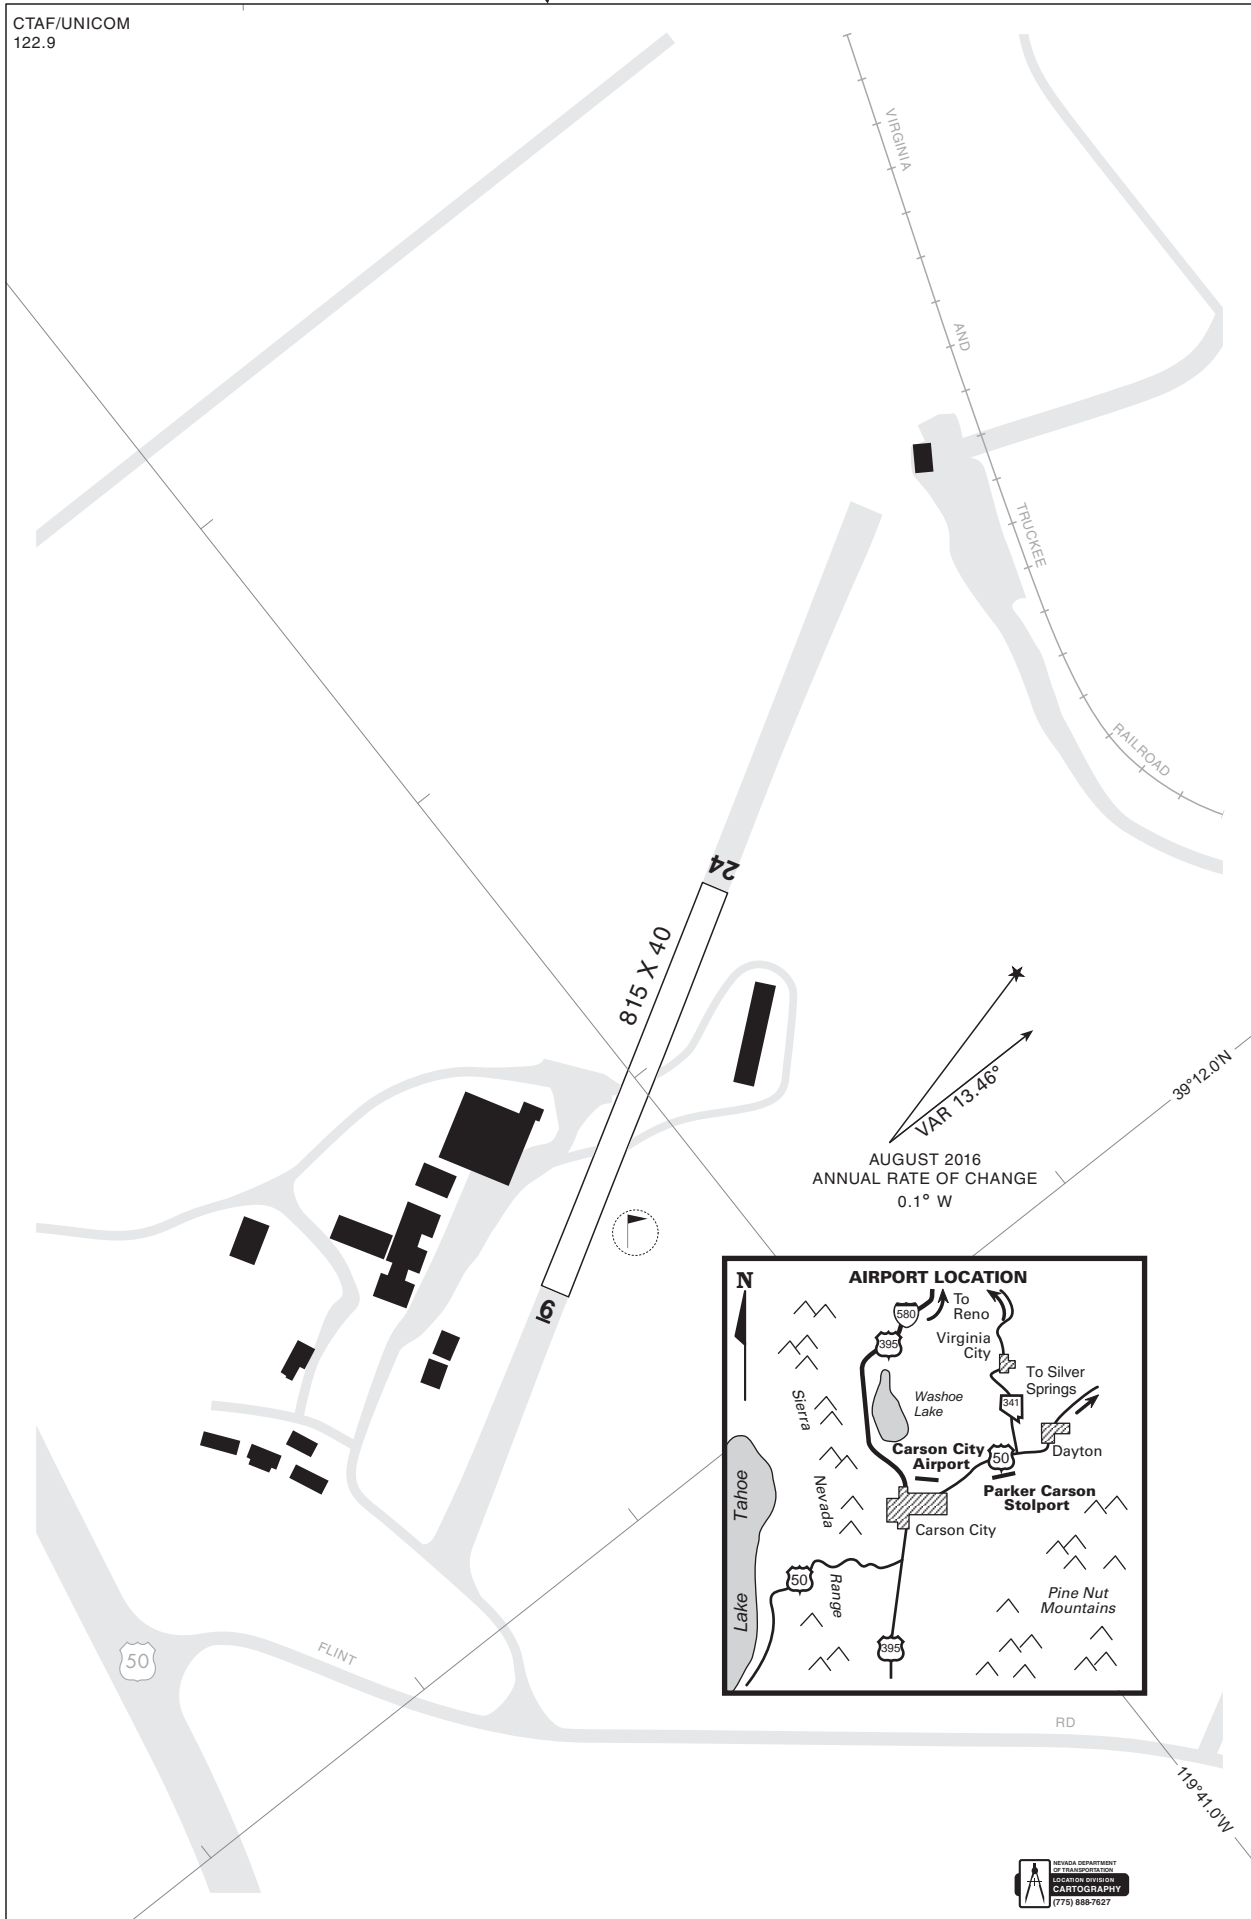 CTAF/UNICOM
122.9
VIRGINIA
AND
TRUCKEE
RAILROAD
24
815 X 40
6
VAR 13.46°
AUGUST 2016
ANNUAL RATE OF CHANGE
0.1° W
39°12.0'N
N
AIRPORT LOCATION
580
To
Reno
395
Virginia
City
To Silver
Springs
Sierra
Washoe
Lake
341
Carson City
Airport
50
Dayton
Parker Carson
Stolport
Lake Tahoe
Nevada
Carson City
50
Range
Pine Nut
Mountains
395
50
FLINT
RD
119°41.0'W
NEVADA DEPARTMENT
OF TRANSPORTATION
LOCATION DIVISION
CARTOGRAPHY
(775) 888-7627